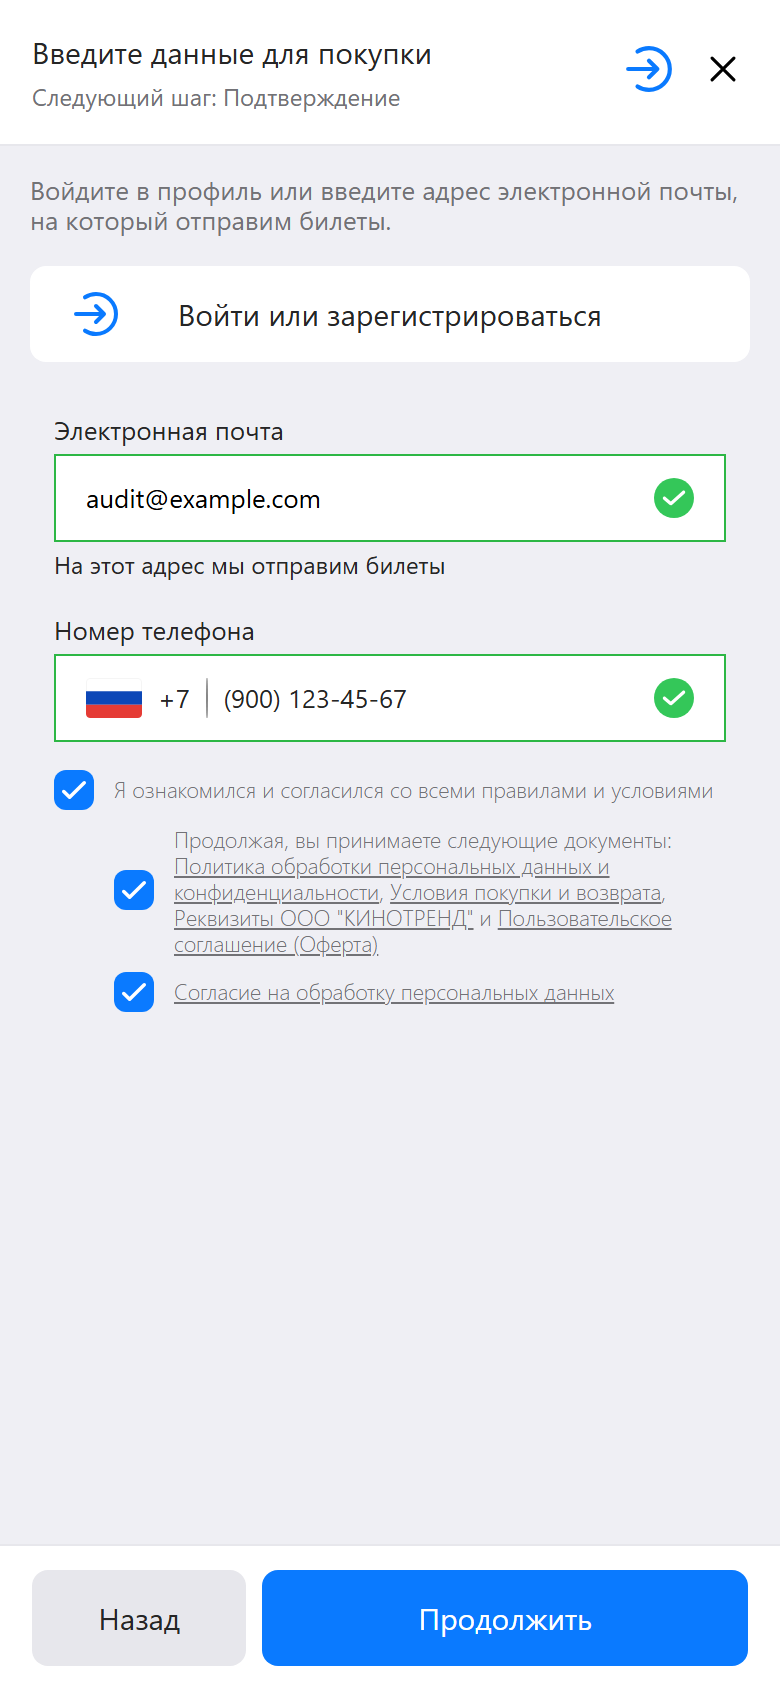 Введите данные для покупки
Следующий шаг: Подтверждение
Войдите в профиль или введите адрес электронной почты,
на который отправим билеты.
Войти или зарегистрироваться
Электронная почта
audit@example.com
На этот адрес мы отправим билеты
Номер телефона
+7 (900) 123-45-67
Я ознакомился и согласился со всеми правилами и условиями
Продолжая, вы принимаете следующие документы:
Политика обработки персональных данных и
конфиденциальности, Условия покупки и возврата,
Реквизиты ООО "КИНОТРЕНД" и Пользовательское
соглашение (Оферта)
Согласие на обработку персональных данных
Назад
Продолжить